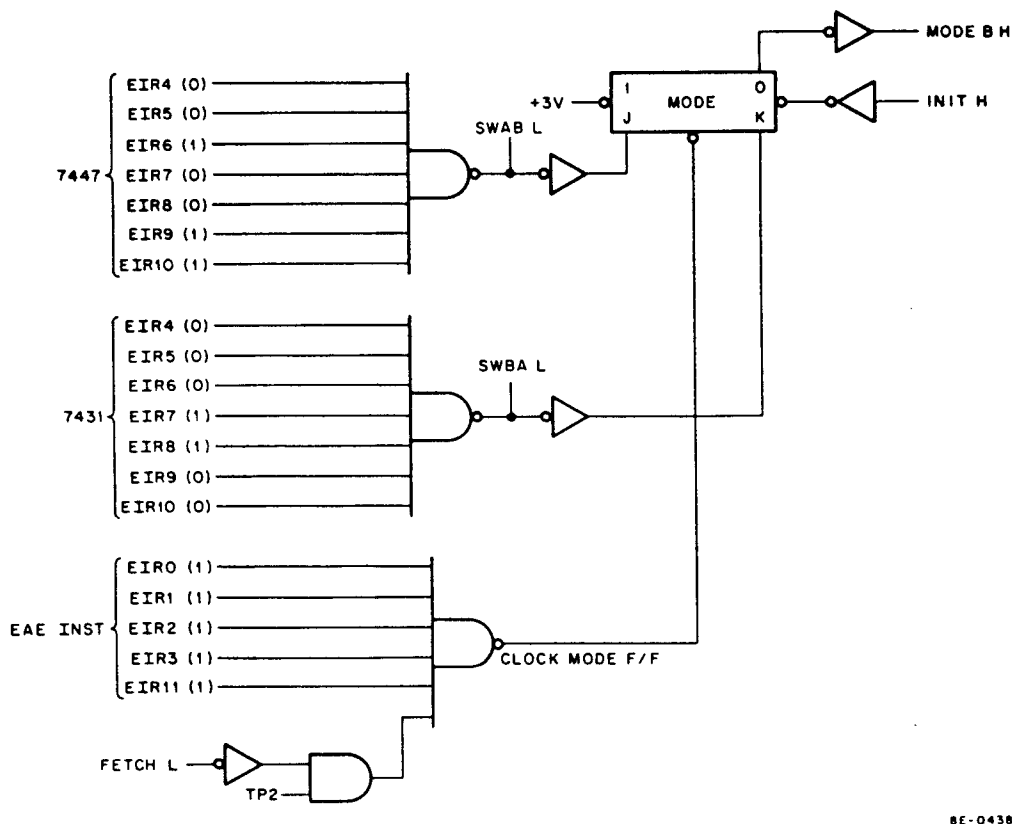 MODE B H
EIR4 (0)
EIR5 (0)
EIR6 (1)
EIR7 (0)
EIR8 (0)
EIR9 (1)
EIR10 (1)
7447
SWAB L
+3V
1
MODE
0
J
K
INIT H
EIR4 (0)
EIR5 (0)
EIR6 (0)
EIR7 (1)
EIR8 (1)
EIR9 (0)
EIR10 (0)
7431
SWBA L
EIR0 (1)
EIR1 (1)
EIR2 (1)
EIR3 (1)
EIR11 (1)
EAE INST
CLOCK MODE F/F
FETCH L
TP2
8E-0438